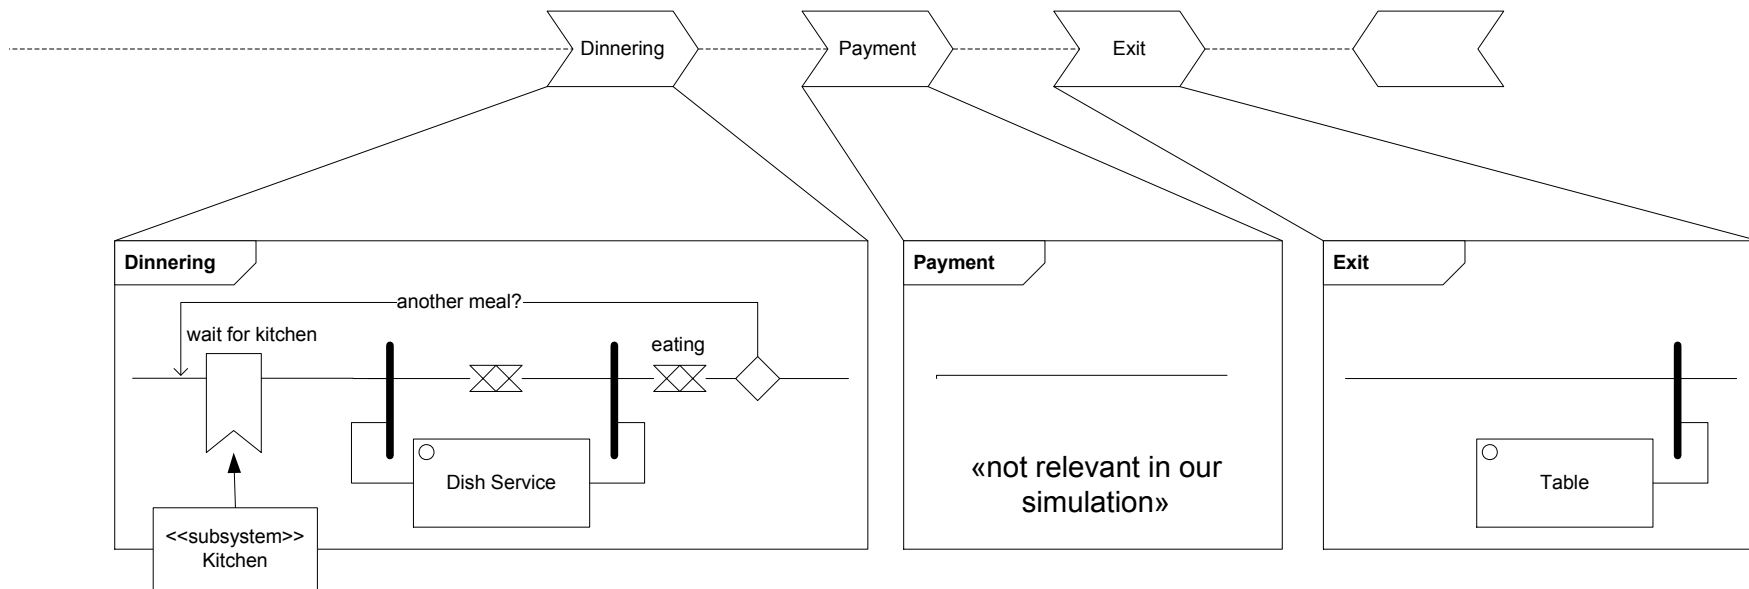 Dinnering
Payment
Exit
Dinnering
another meal?
wait for kitchen
eating
Dish Service
<<subsystem>>
Kitchen
Payment
«not relevant in our
simulation»
Exit
Table